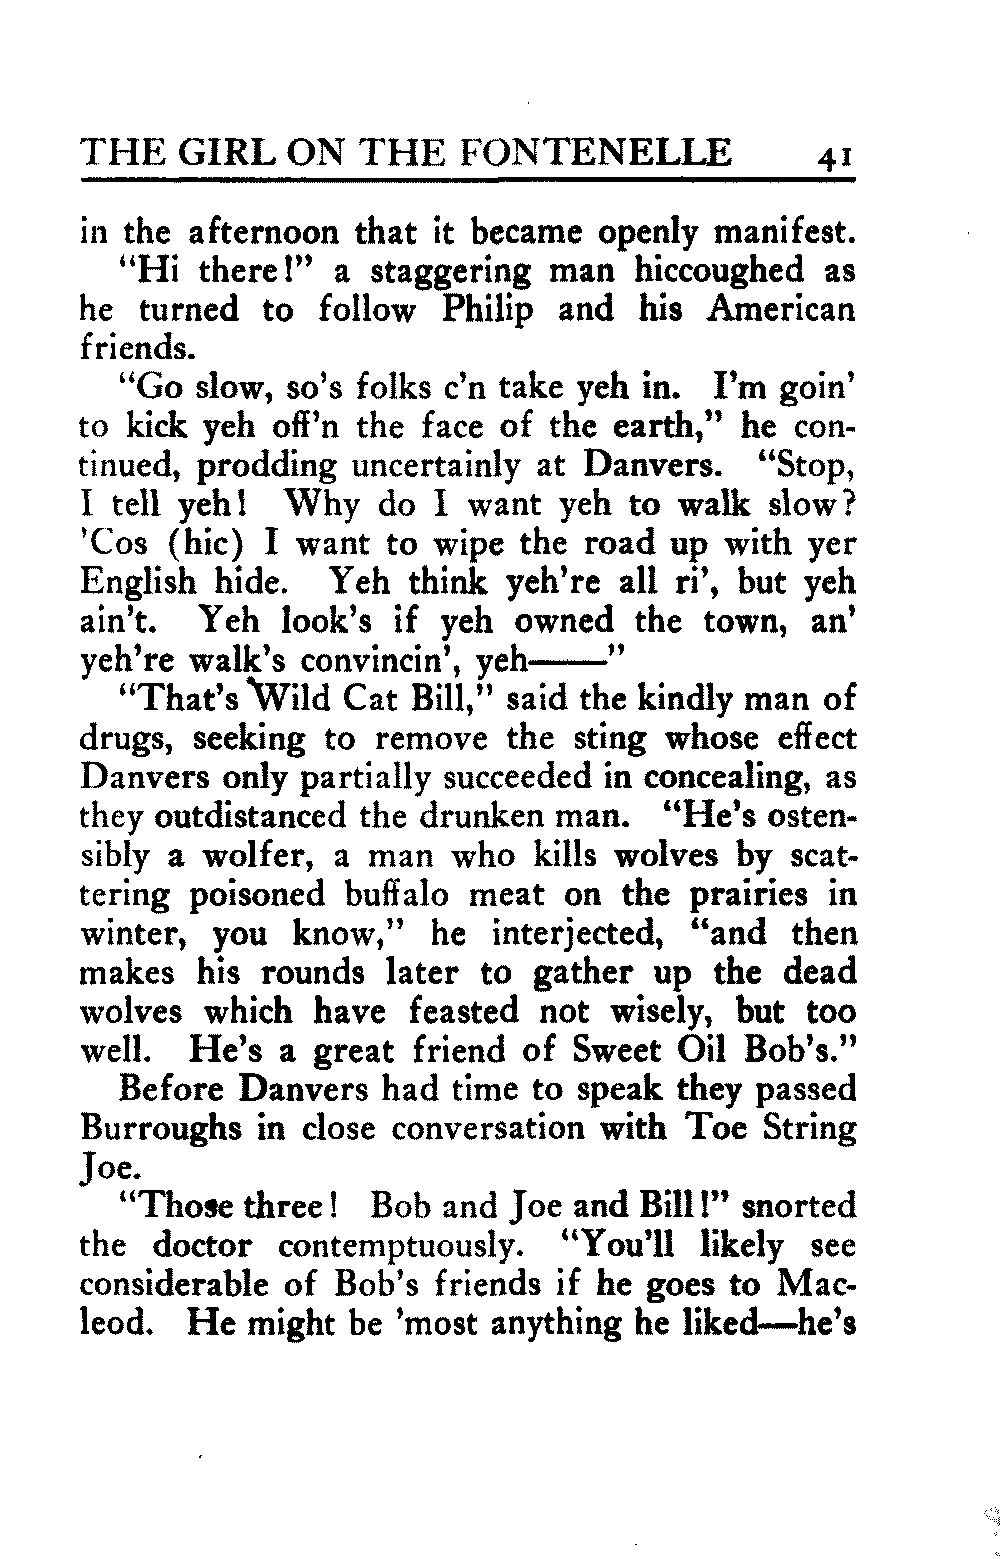 THE GIRL ON THE FONTENELLE 41
in the afternoon that it became openly manifest.
"Hi there!" a staggering man hiccoughed as
he turned to follow Philip and his American
friends.
"Go slow, so's folks c'n take yeh in. I'm goin'
to kick yeh off'n the face of the earth," he con-
tinued, prodding uncertainly at Danvers. "Stop,
I tell yeh! Why do I want yeh to walk slow?
'Cos (hic) I want to wipe the road up with yer
English hide. Yeh think yeh're all ri', but yeh
ain't. Yeh look's if yeh owned the town, an'
yeh're walk's convincin', yeh——"
"That's Wild Cat Bill," said the kindly man of
drugs, seeking to remove the sting whose effect
Danvers only partially succeeded in concealing, as
they outdistanced the drunken man. "He's osten-
sibly a wolfer, a man who kills wolves by scat-
tering poisoned buffalo meat on the prairies in
winter, you know," he interjected, "and then
makes his rounds later to gather up the dead
wolves which have feasted not wisely, but too
well. He's a great friend of Sweet Oil Bob's."
Before Danvers had time to speak they passed
Burroughs in close conversation with Toe String
Joe.
"Those three! Bob and Joe and Bill!" snorted
the doctor contemptuously. "You'll likely see
considerable of Bob's friends if he goes to Mac-
leod. He might be 'most anything he liked—he's